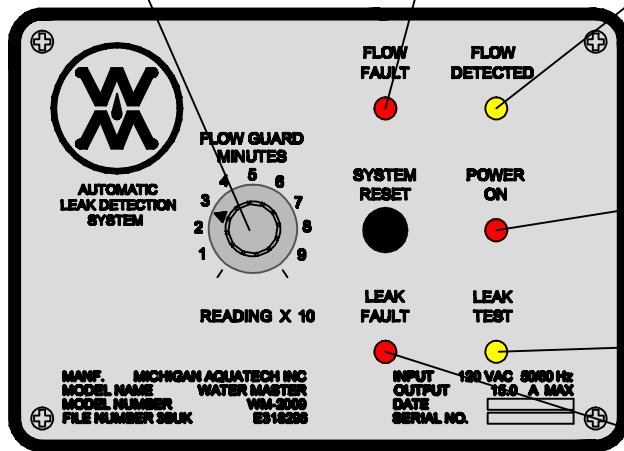 FLOW FAULT
FLOW DETECTED
WM
FLOW GUARD MINUTES
1 2 3 4 5 6 7 8 9
READING X 10
SYSTEM RESET
POWER ON
AUTOMATIC
LEAK DETECTION
SYSTEM
LEAK FAULT
LEAK TEST
MANF. MICHIGAN AQUATECH INC
MODEL NAME WATER MASTER
MODEL NUMBER WM-2009
FILE NUMBER 3BUK E318298
INPUT 120 VAC 50/60 Hz
OUTPUT 15.0 A MAX
DATE
SERIAL NO.